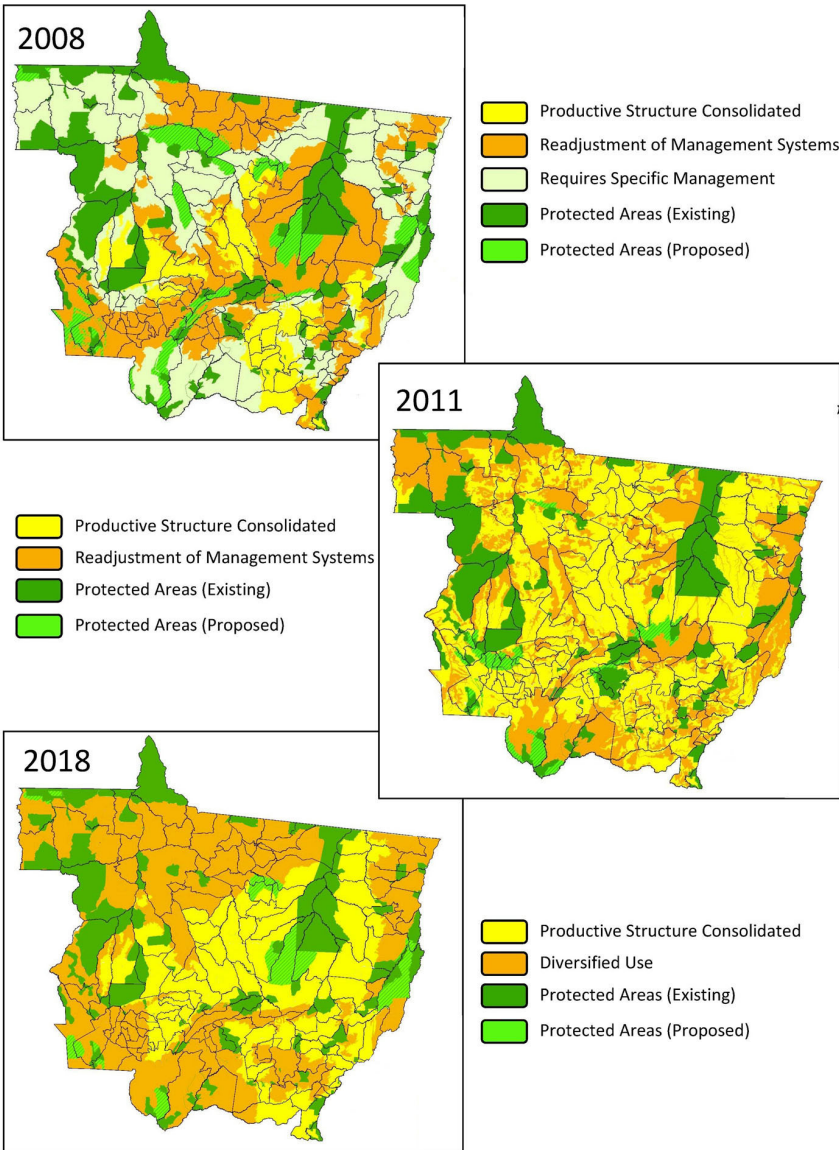 2008
Productive Structure Consolidated
Readjustment of Management Systems
Requires Specific Management
Protected Areas (Existing)
Protected Areas (Proposed)
2011
Productive Structure Consolidated
Readjustment of Management Systems
Protected Areas (Existing)
Protected Areas (Proposed)
2018
Productive Structure Consolidated
Diversified Use
Protected Areas (Existing)
Protected Areas (Proposed)